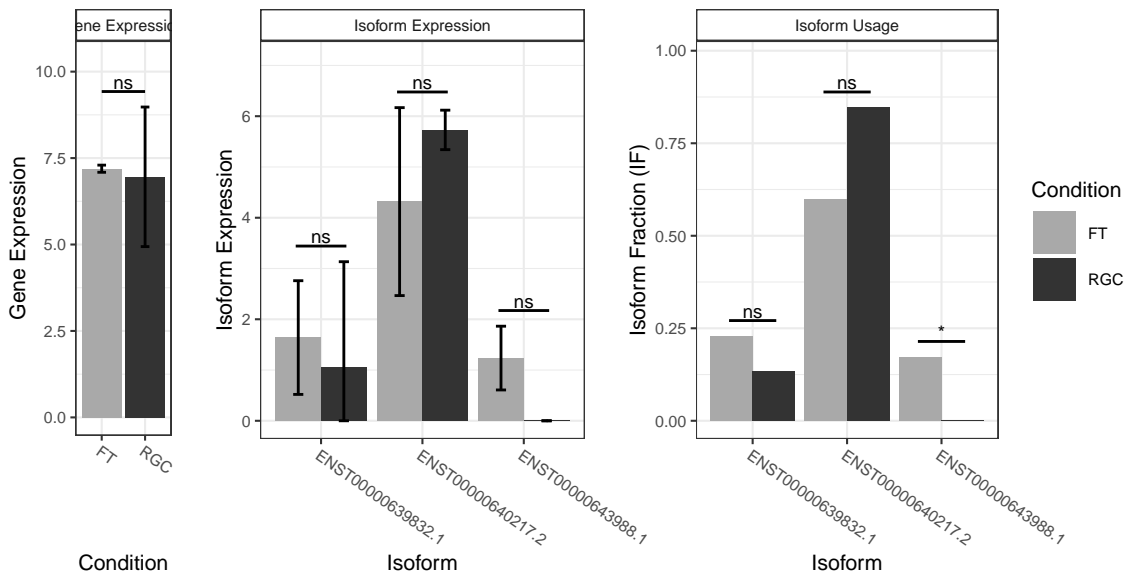 ene Expressio
Isoform Expression
Isoform Usage
Gene Expression
10.0
7.5
5.0
2.5
0.0
ns
FT
RGC
Condition
Isoform Expression
6
4
2
0
ns
ns
ns
ENST00000639832.1
ENST00000640217.2
ENST00000643988.1
Isoform
Isoform Fraction (IF)
1.00
0.75
0.50
0.25
0.00
ns
ns
*
ENST00000639832.1
ENST00000640217.2
ENST00000643988.1
Isoform
Condition
FT
RGC